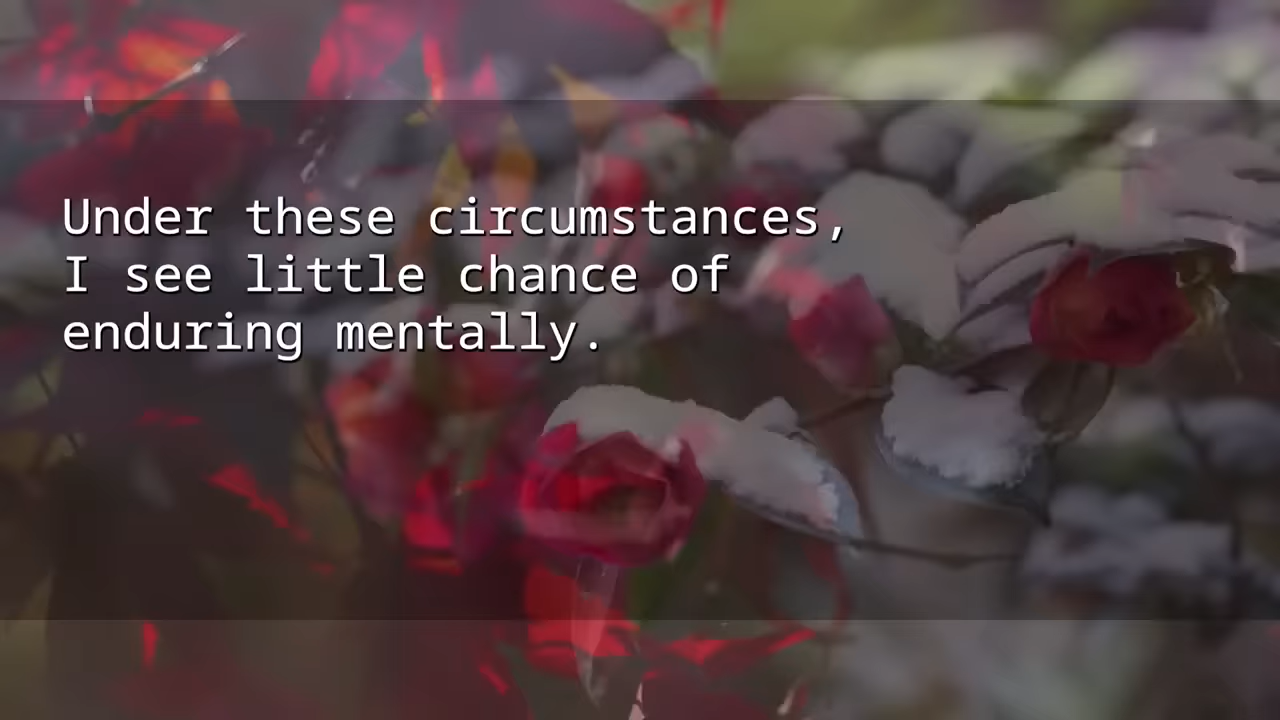 Under these circumstances,
I see little chance of
enduring mentally.